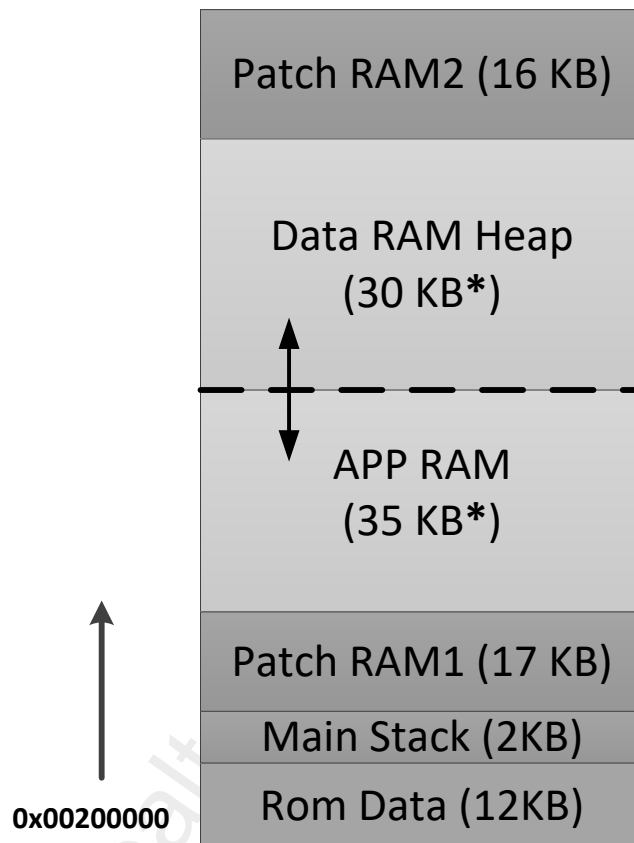 Patch RAM2 (16 KB)
Data RAM Heap
(30 KB*)
APP RAM
(35 KB*)
Patch RAM1 (17 KB)
Main Stack (2KB)
Rom Data (12KB)
0x00200000